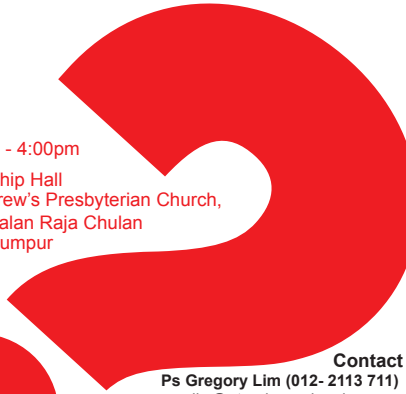 - 4:00pm
hip Hall
rew's Presbyterian Church,
alan Raja Chulan
umpur
Contact
Ps Gregory Lim (012- 2113 711)